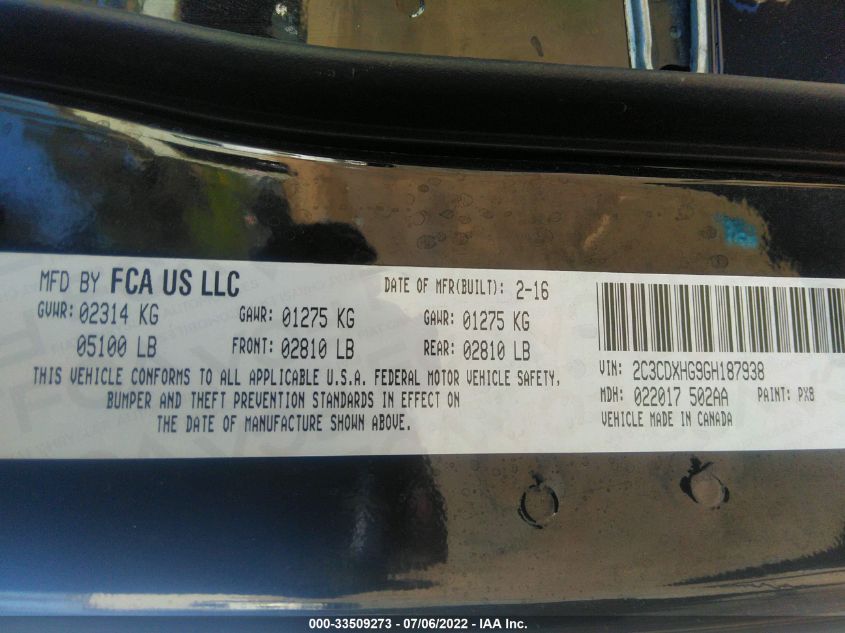 MFD BY FCA US LLC
DATE OF MFR(BUILT): 2-16
GVWR: 02314 KG
GAWR: 01275 KG
GAWR: 01275 KG
05100 LB
FRONT: 02810 LB
REAR: 02810 LB
THIS VEHICLE CONFORMS TO ALL APPLICABLE U.S.A. FEDERAL MOTOR VEHICLE SAFETY,
BUMPER AND THEFT PREVENTION STANDARDS IN EFFECT ON
THE DATE OF MANUFACTURE SHOWN ABOVE.
VIN: 2C3CDXHG9GH187938
MDH: 022017 502AA PAINT: PX8
VEHICLE MADE IN CANADA
000-33509273 - 07/06/2022 - IAA Inc.